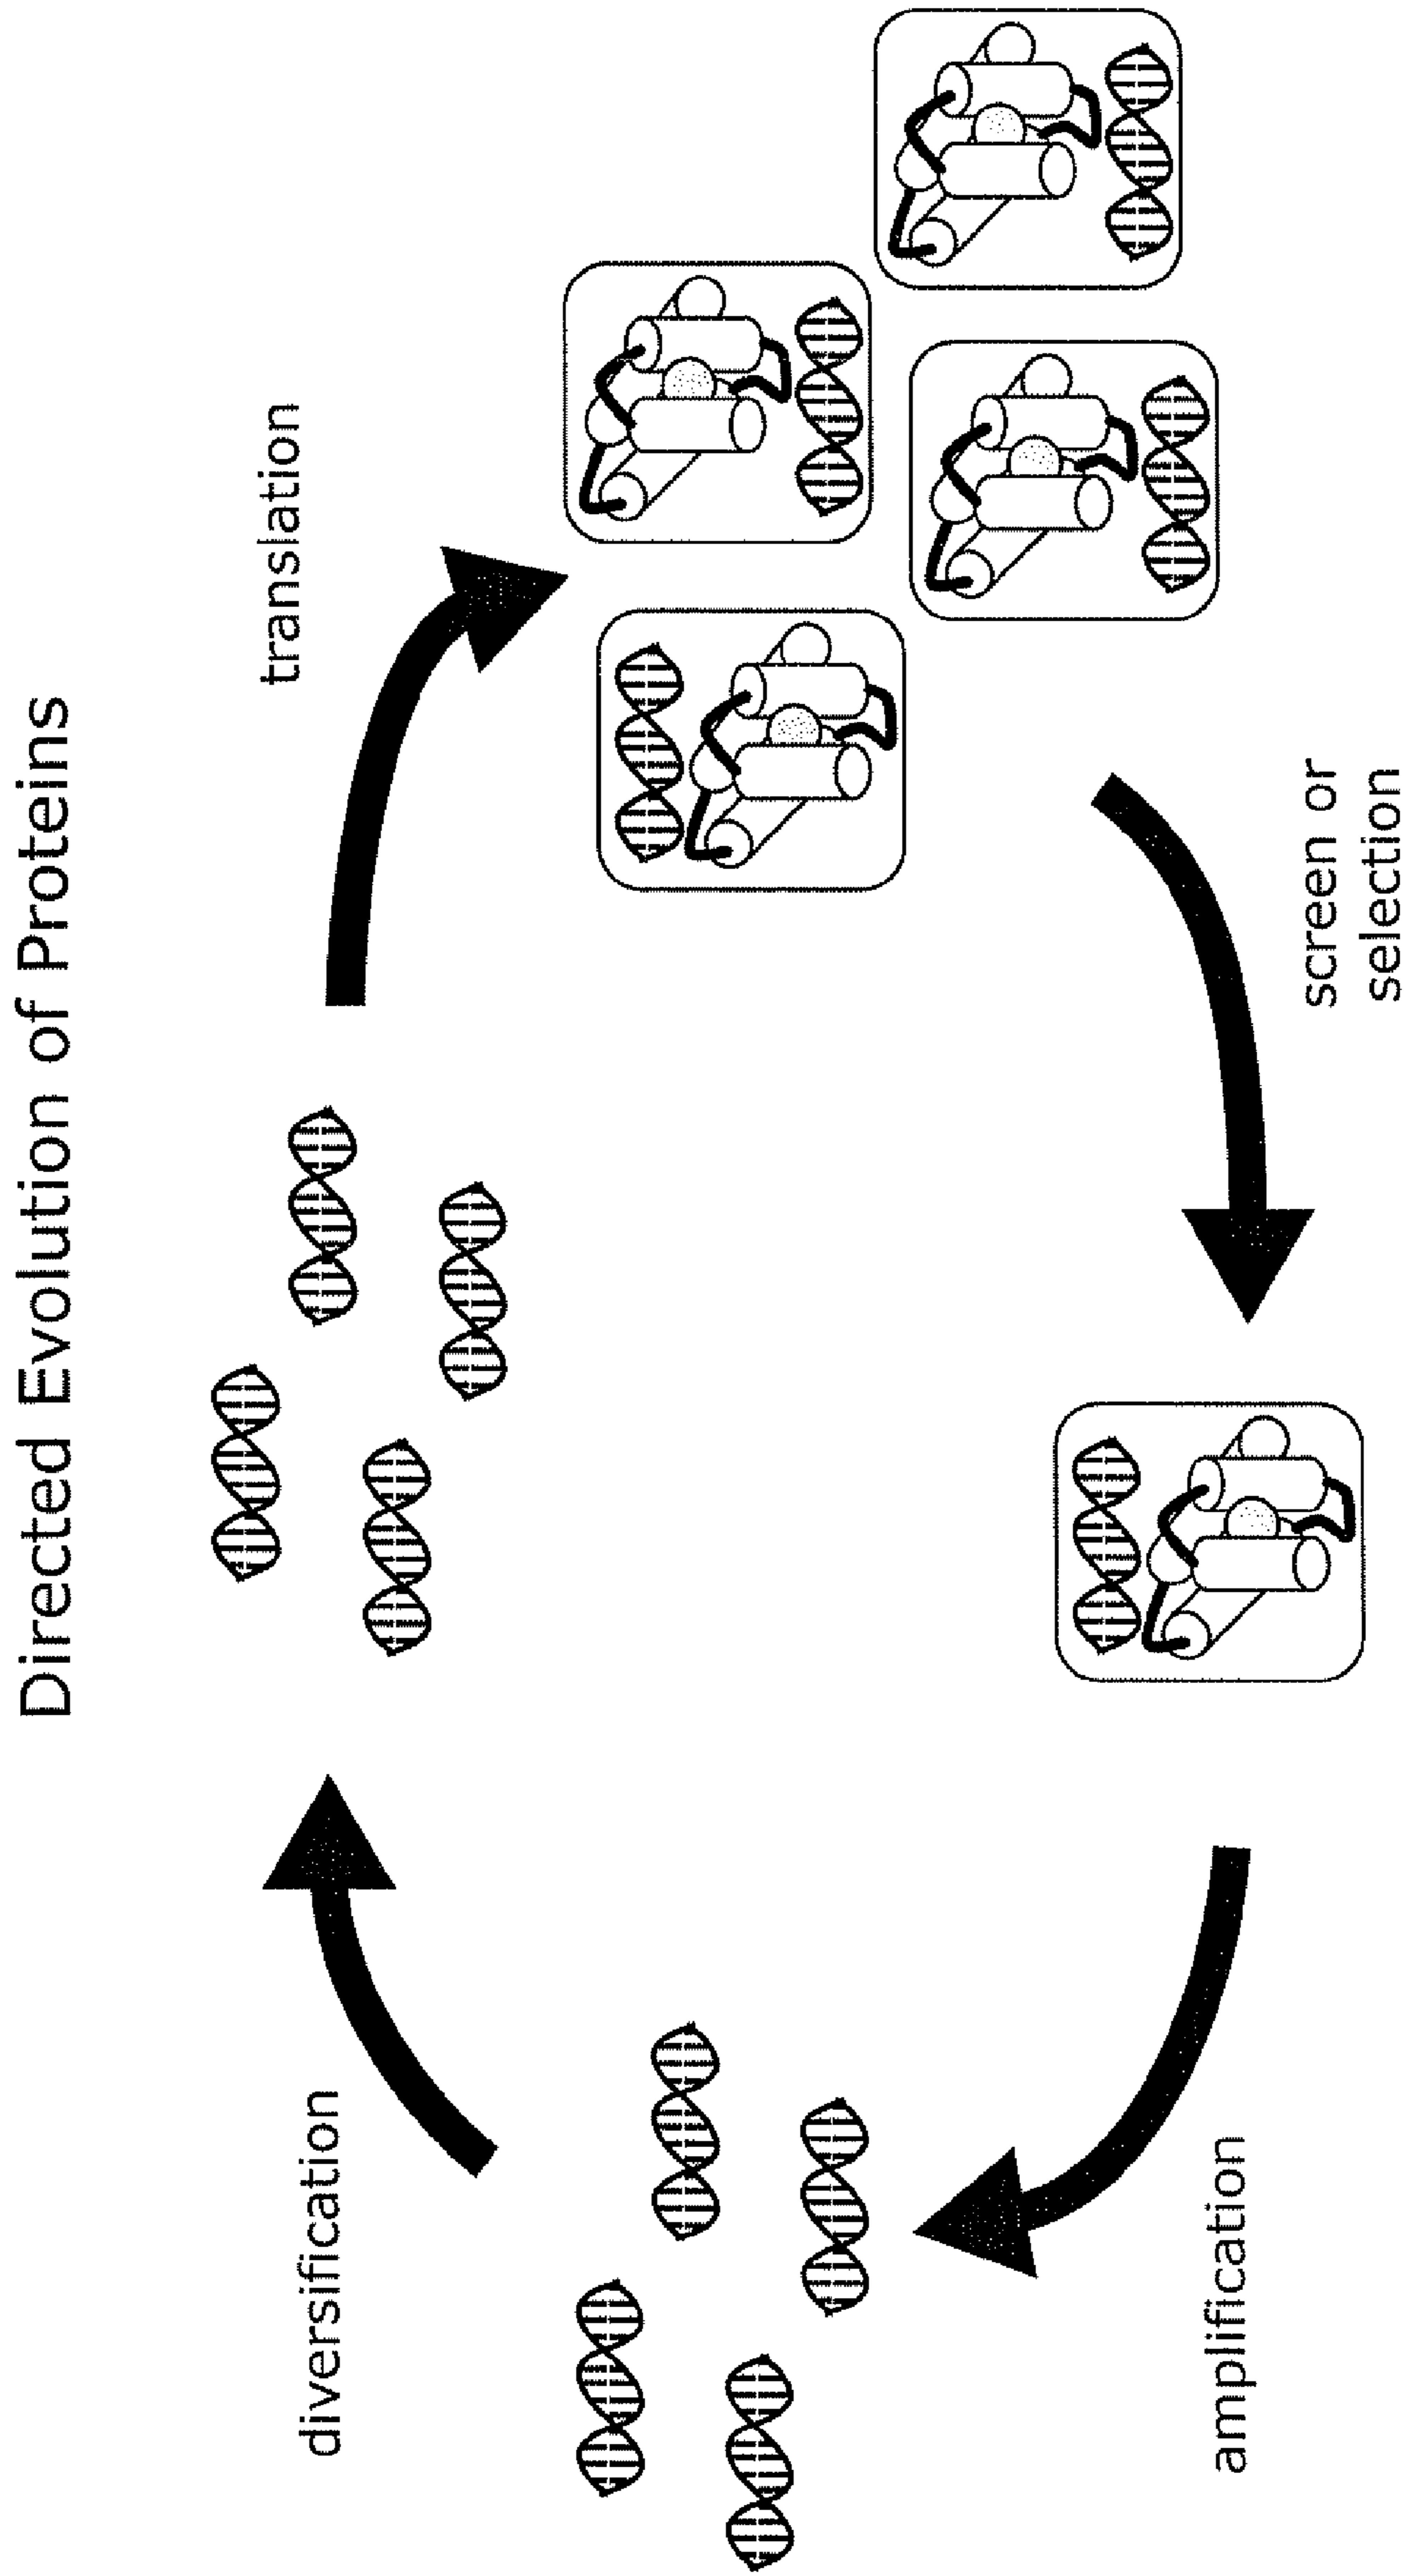 Directed Evolution of Proteins
diversification
translation
amplification
screen or
selection